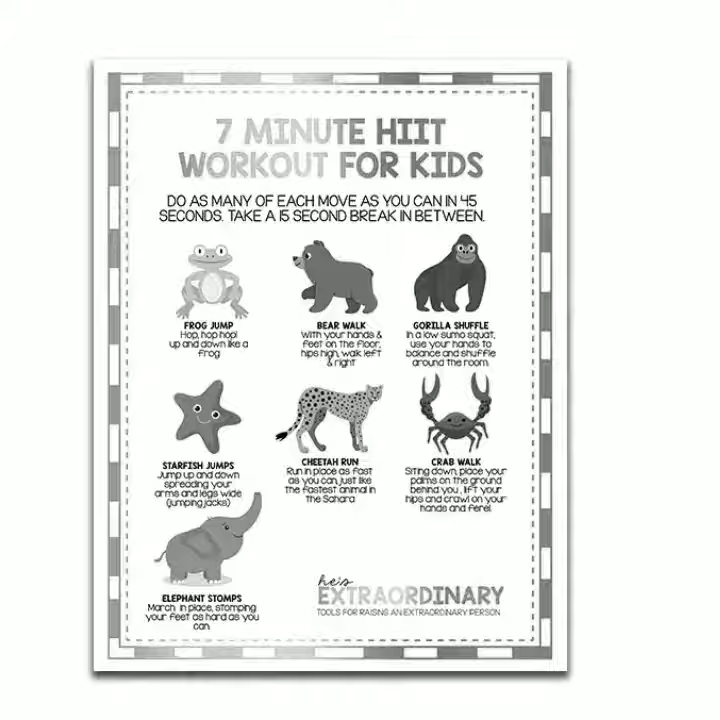 7 MINUTE HIIT
WORKOUT FOR KIDS
DO AS MANY OF EACH MOVE AS YOU CAN IN 45
SECONDS. TAKE A 15 SECOND BREAK IN BETWEEN.
FROG JUMP
Hop, hop hop!
up and down like a
frog
BEAR WALK
With your hands &
feet on the floor,
hips high, walk left
& right
GORILLA SHUFFLE
In a low sumo squat,
use your hands to
balance and shuffle
around the room.
STARFISH JUMPS
Jump up and down
spreading your
arms and legs wide
(jumping jacks)
CHEETAH RUN
Run in place as fast
as you can, just like
the fastest animal in
the Sahara
CRAB WALK
Sitting down, place your
palms on the ground
behind you, lift your
hips and crawl on your
hands and fere!
ELEPHANT STOMPS
March in place, stomping
your feet as hard as you
can.
he's
EXTRAORDINARY
TOOLS FOR RAISING AN EXTRAORDINARY PERSON